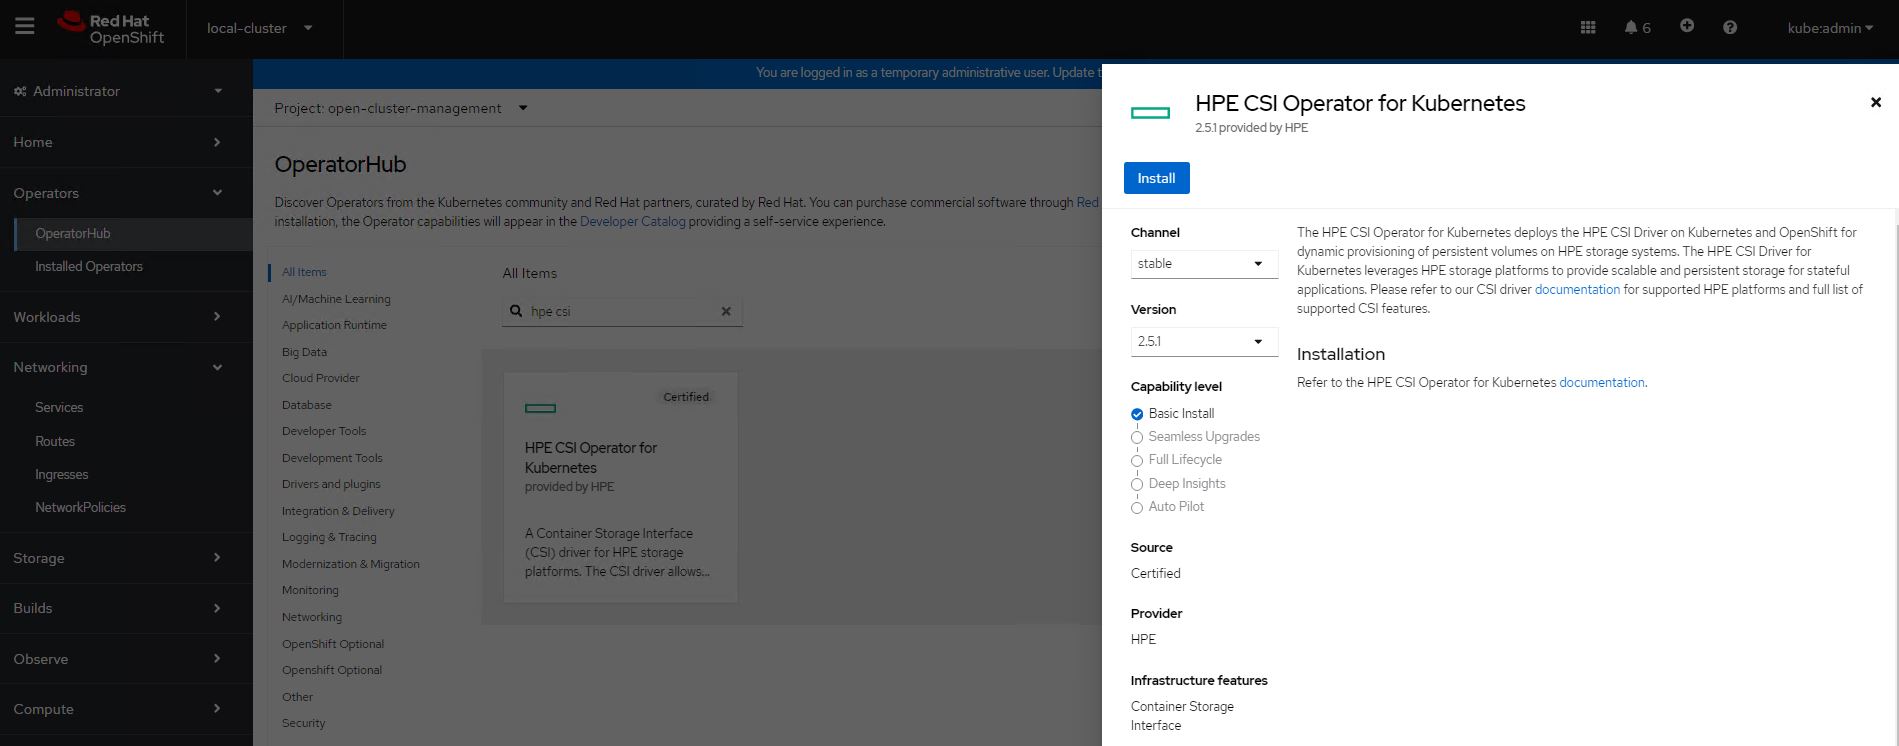 Red Hat
OpenShift
local-cluster
6
kube:admin
Administrator
Home
Operators
OperatorHub
Installed Operators
Workloads
Networking
Services
Routes
Ingresses
NetworkPolicies
Storage
Builds
Observe
Compute
You are logged in as a temporary administrative user. Update t
Project: open-cluster-management
OperatorHub
Discover Operators from the Kubernetes community and Red Hat partners, curated by Red Hat. You can purchase commercial software through Red
installation, the Operator capabilities will appear in the Developer Catalog providing a self-service experience.
All Items
AI/Machine Learning
Application Runtime
Big Data
Cloud Provider
Database
Developer Tools
Development Tools
Drivers and plugins
Integration & Delivery
Logging & Tracing
Modernization & Migration
Monitoring
Networking
OpenShift Optional
Openshift Optional
Other
Security
All Items
hpe csi
Certified
HPE CSI Operator for
Kubernetes
provided by HPE
A Container Storage Interface
(CSI) driver for HPE storage
platforms. The CSI driver allows...
HPE CSI Operator for Kubernetes
2.5.1 provided by HPE
Install
Channel
stable
Version
2.5.1
Capability level
Basic Install
Seamless Upgrades
Full Lifecycle
Deep Insights
Auto Pilot
Source
Certified
Provider
HPE
Infrastructure features
Container Storage
Interface
The HPE CSI Operator for Kubernetes deploys the HPE CSI Driver on Kubernetes and OpenShift for
dynamic provisioning of persistent volumes on HPE storage systems. The HPE CSI Driver for
Kubernetes leverages HPE storage platforms to provide scalable and persistent storage for stateful
applications. Please refer to our CSI driver documentation for supported HPE platforms and full list of
supported CSI features.
Installation
Refer to the HPE CSI Operator for Kubernetes documentation.